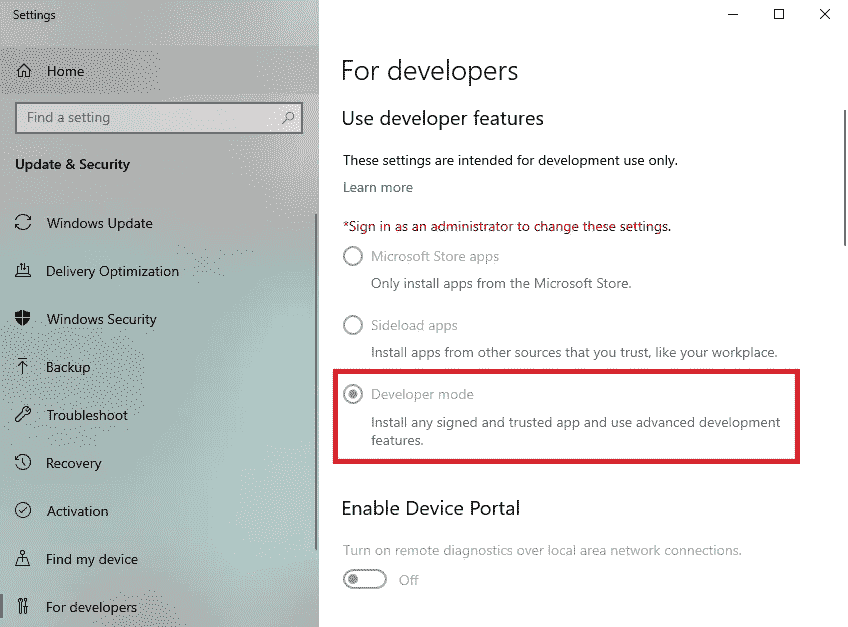 Settings
Home
Find a setting
Update & Security
Windows Update
Delivery Optimization
Windows Security
Backup
Troubleshoot
Recovery
Activation
Find my device
For developers
For developers
Use developer features
These settings are intended for development use only.
Learn more
*Sign in as an administrator to change these settings.
Microsoft Store apps
Only install apps from the Microsoft Store.
Sideload apps
Install apps from other sources that you trust, like your workplace.
Developer mode
Install any signed and trusted app and use advanced development
features.
Enable Device Portal
Turn on remote diagnostics over local area network connections.
Off